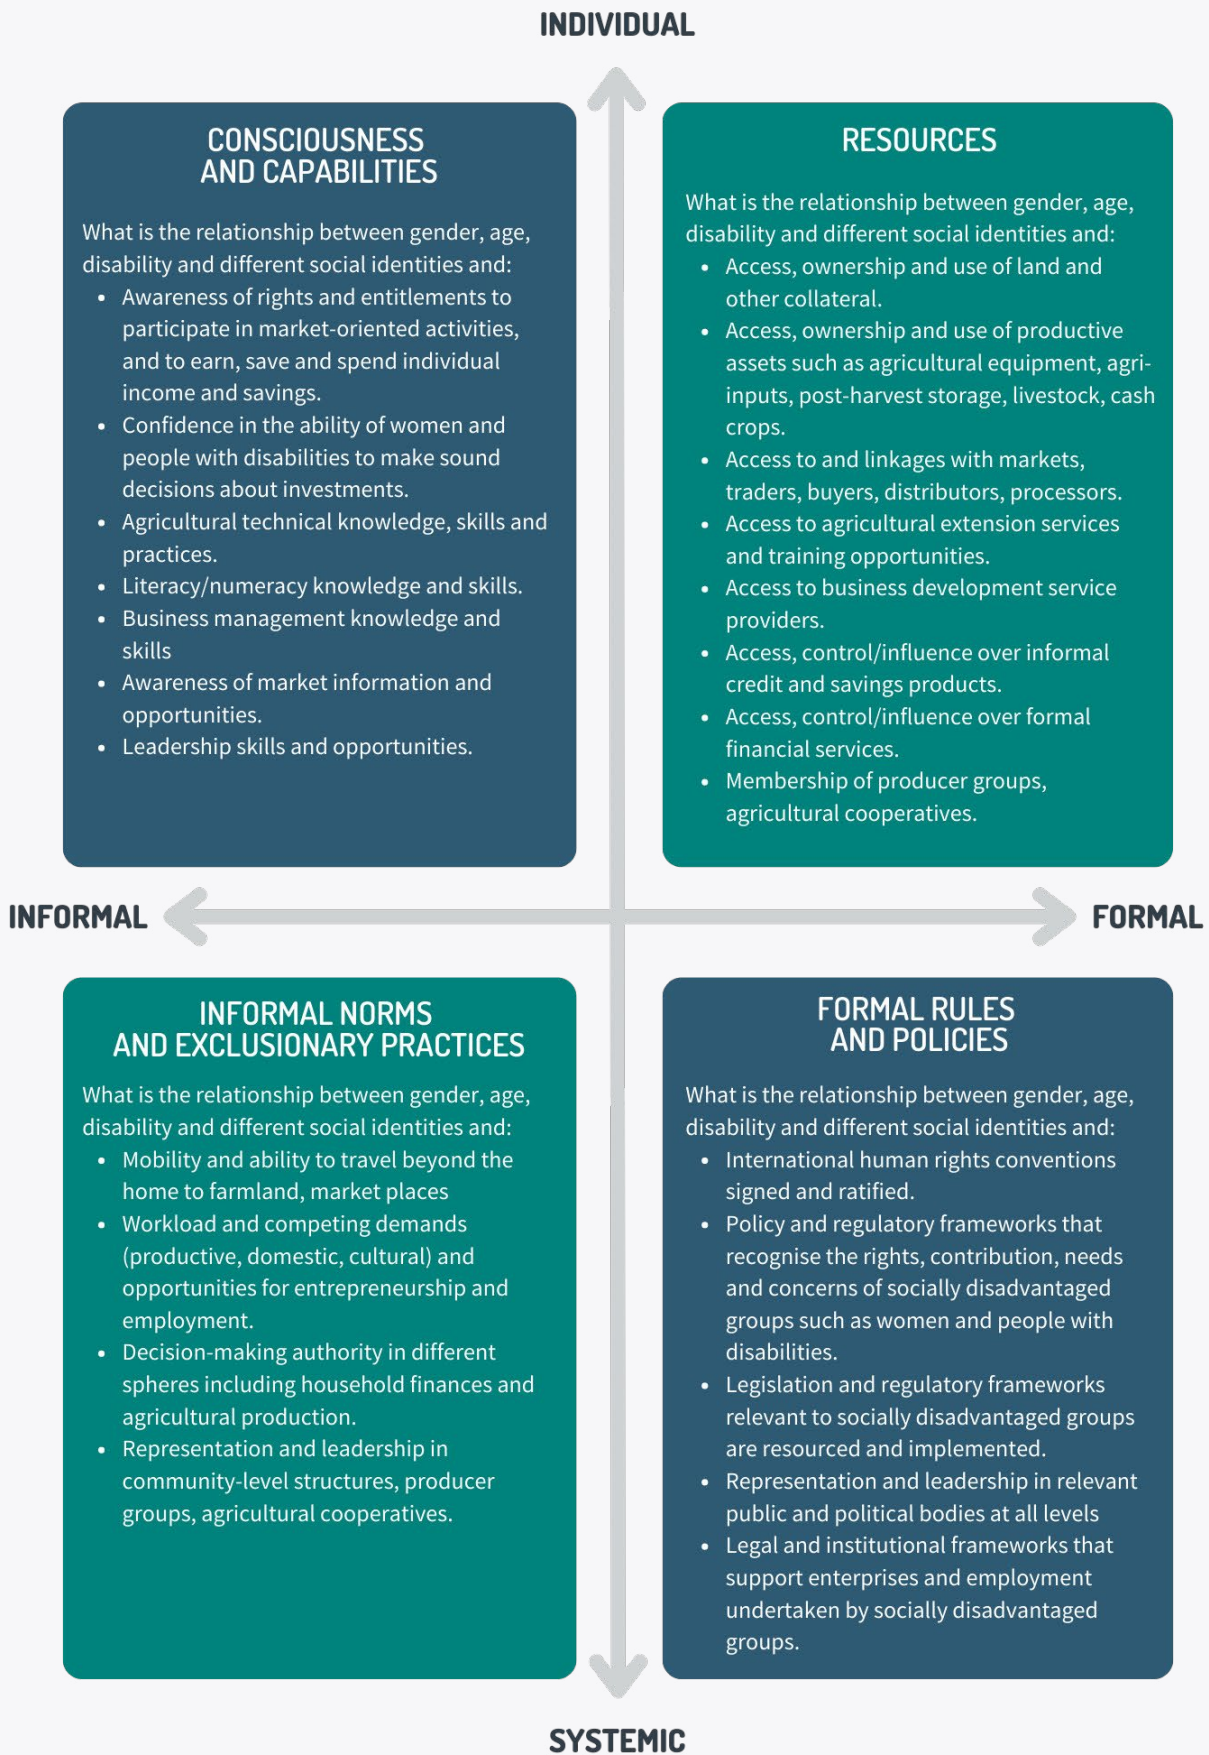 INDIVIDUAL
CONSCIOUSNESS
AND CAPABILITIES
What is the relationship between gender, age,
disability and different social identities and:
• Awareness of rights and entitlements to
participate in market-oriented activities,
and to earn, save and spend individual
income and savings.
• Confidence in the ability of women and
people with disabilities to make sound
decisions about investments.
• Agricultural technical knowledge, skills and
practices.
• Literacy/numeracy knowledge and skills.
• Business management knowledge and
skills
• Awareness of market information and
opportunities.
• Leadership skills and opportunities.
RESOURCES
What is the relationship between gender, age,
disability and different social identities and:
• Access, ownership and use of land and
other collateral.
• Access, ownership and use of productive
assets such as agricultural equipment, agri-
inputs, post-harvest storage, livestock, cash
crops.
• Access to and linkages with markets,
traders, buyers, distributors, processors.
• Access to agricultural extension services
and training opportunities.
• Access to business development service
providers.
• Access, control/influence over informal
credit and savings products.
• Access, control/influence over formal
financial services.
• Membership of producer groups,
agricultural cooperatives.
INFORMAL
FORMAL
INFORMAL NORMS
AND EXCLUSIONARY PRACTICES
What is the relationship between gender, age,
disability and different social identities and:
• Mobility and ability to travel beyond the
home to farmland, market places
• Workload and competing demands
(productive, domestic, cultural) and
opportunities for entrepreneurship and
employment.
• Decision-making authority in different
spheres including household finances and
agricultural production.
• Representation and leadership in
community-level structures, producer
groups, agricultural cooperatives.
FORMAL RULES
AND POLICIES
What is the relationship between gender, age,
disability and different social identities and:
• International human rights conventions
signed and ratified.
• Policy and regulatory frameworks that
recognise the rights, contribution, needs
and concerns of socially disadvantaged
groups such as women and people with
disabilities.
• Legislation and regulatory frameworks
relevant to socially disadvantaged groups
are resourced and implemented.
• Representation and leadership in relevant
public and political bodies at all levels
• Legal and institutional frameworks that
support enterprises and employment
undertaken by socially disadvantaged
groups.
SYSTEMIC